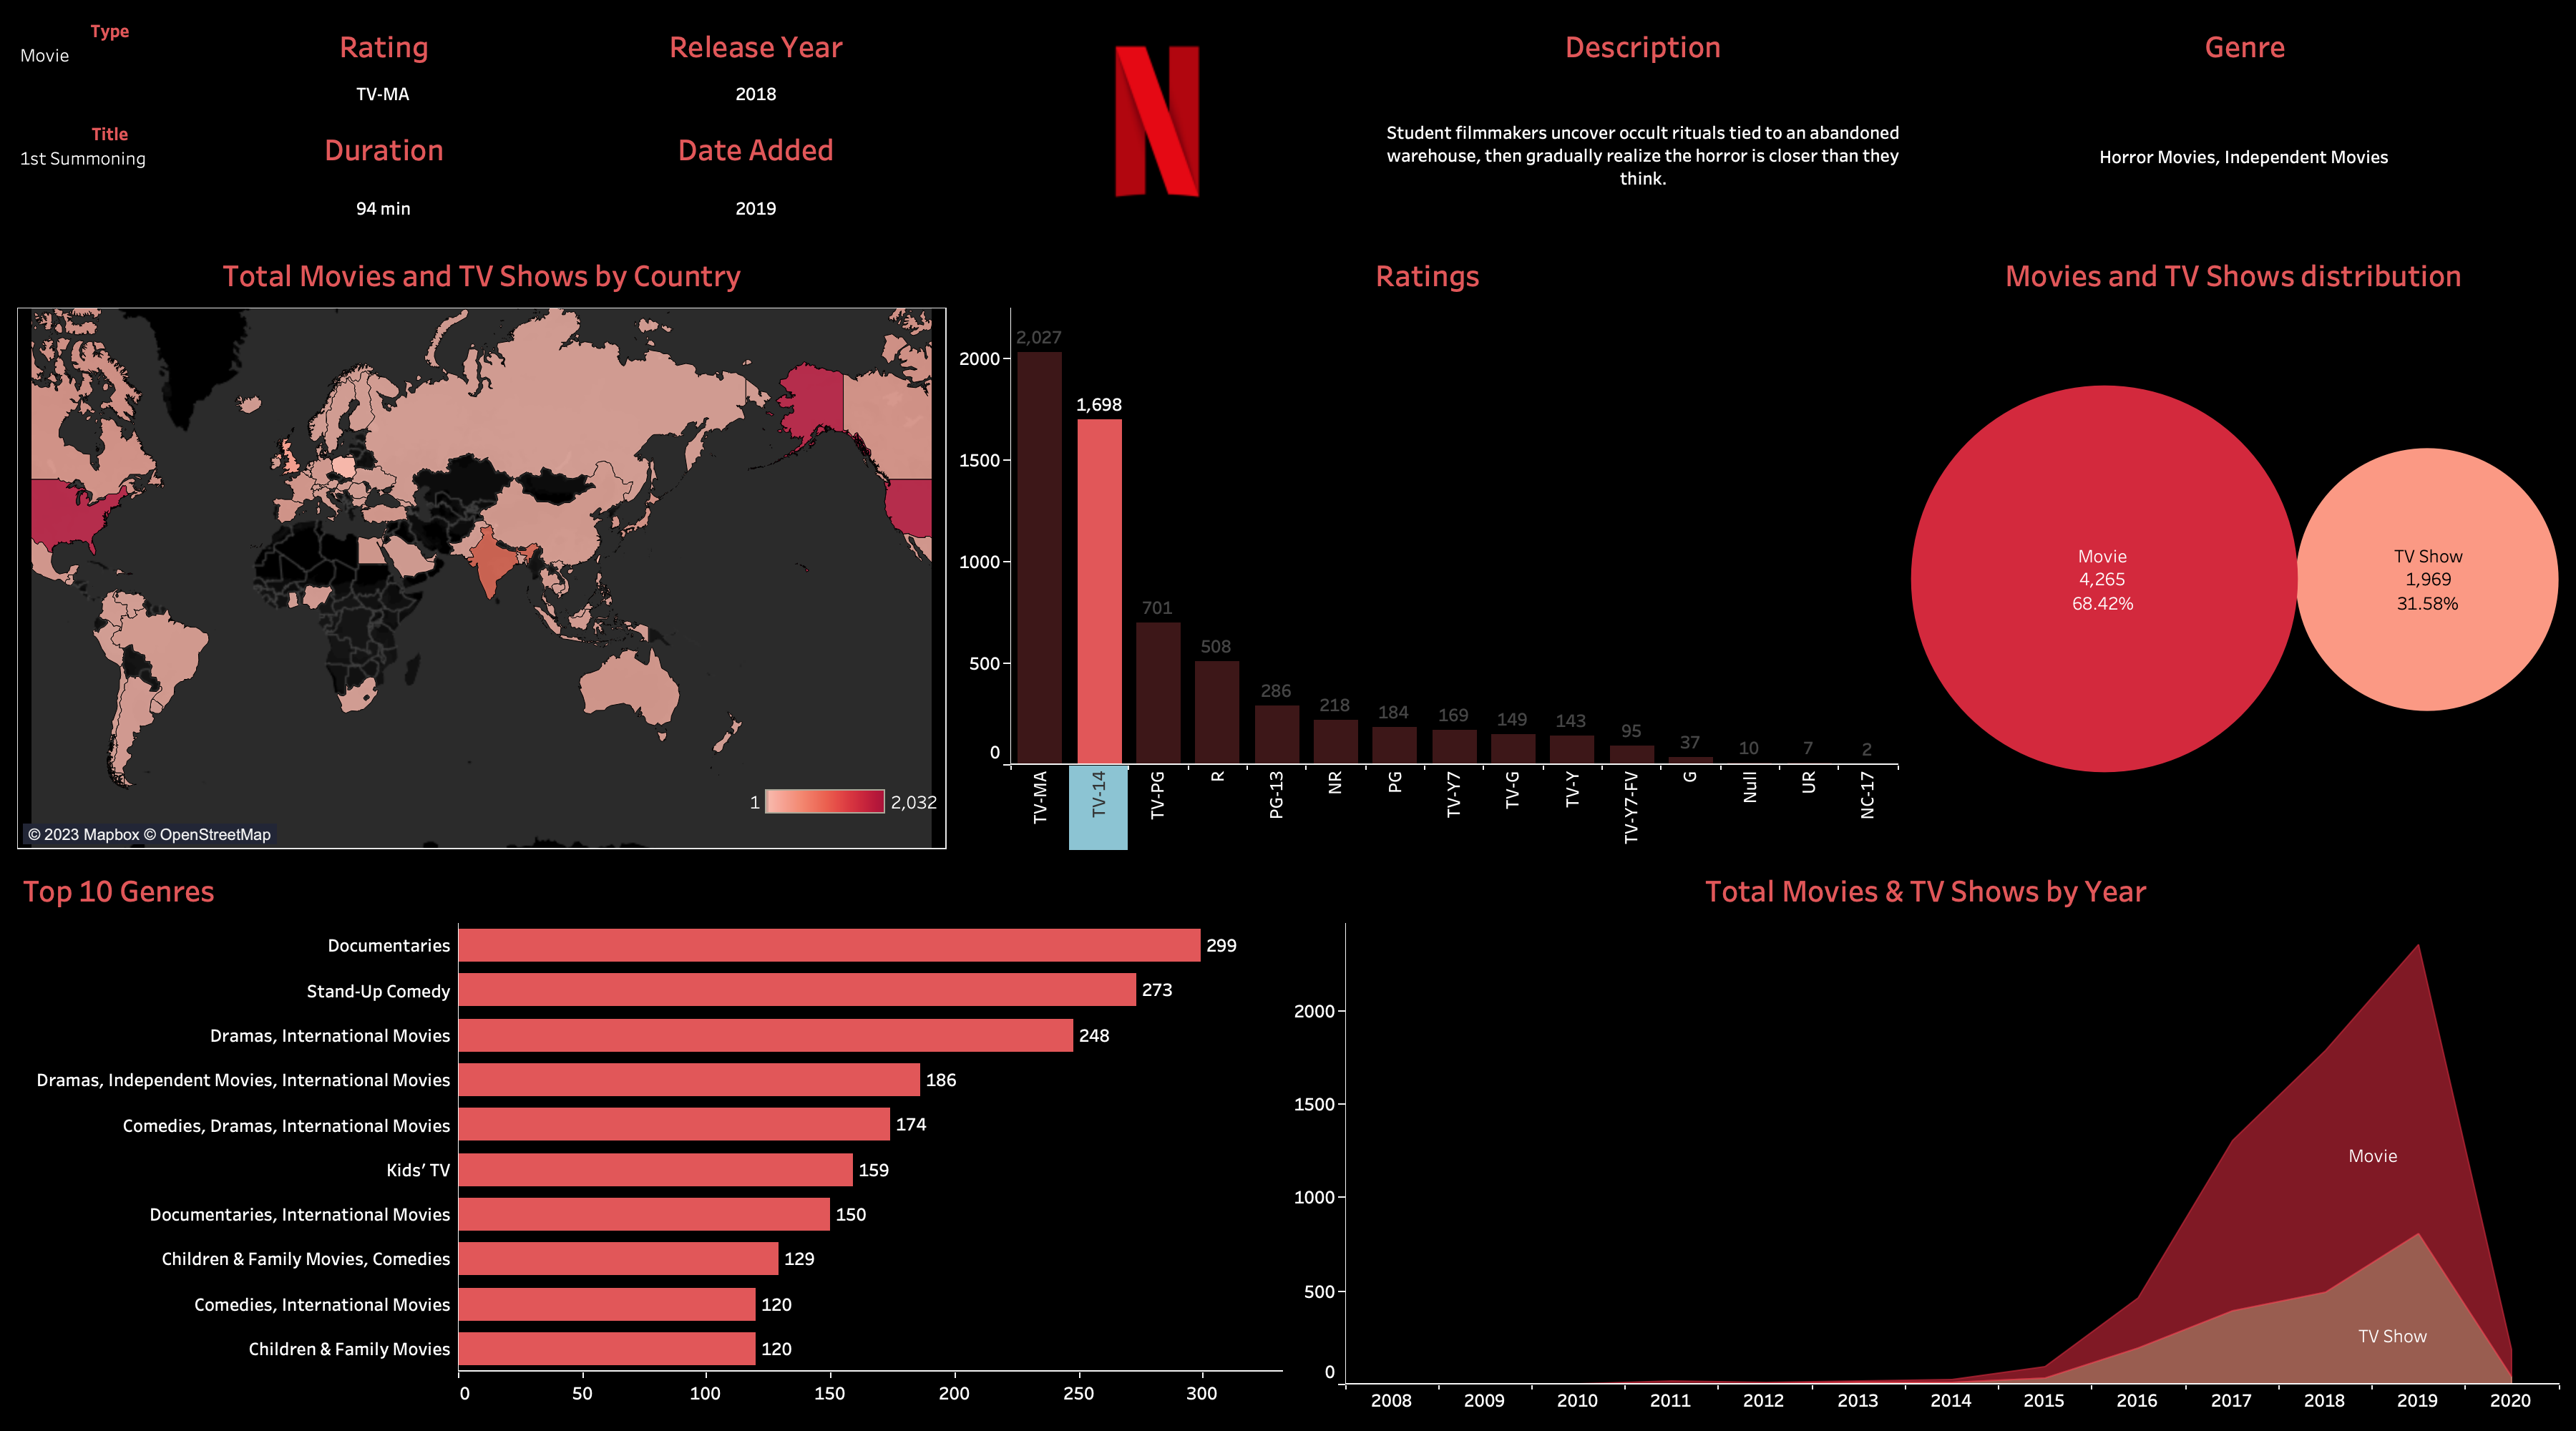 Type
Movie
Title
1st Summoning
Rating
TV-MA
Duration
94 min
Release Year
2018
Date Added
2019
N
Description
Student filmmakers uncover occult rituals tied to an abandoned
warehouse, then gradually realize the horror is closer than they
think.
Genre
Horror Movies, Independent Movies
Total Movies and TV Shows by Country
1 2,032
© 2023 Mapbox © OpenStreetMap
Ratings
2000
1500
1000
500
0
2,027
1,698
701
508
286
218
184
169
149
143
95
37
10
7
2
TV-MA
TV-14
TV-PG
R
PG-13
NR
PG
TV-Y7
TV-G
TV-Y
TV-Y7-FV
G
Null
UR
NC-17
Movies and TV Shows distribution
Movie
4,265
68.42%
TV Show
1,969
31.58%
Top 10 Genres
Documentaries 299
Stand-Up Comedy 273
Dramas, International Movies 248
Dramas, Independent Movies, International Movies 186
Comedies, Dramas, International Movies 174
Kids’ TV 159
Documentaries, International Movies 150
Children & Family Movies, Comedies 129
Comedies, International Movies 120
Children & Family Movies 120
0 50 100 150 200 250 300
Total Movies & TV Shows by Year
2000
1500
1000
500
0
Movie
TV Show
2008 2009 2010 2011 2012 2013 2014 2015 2016 2017 2018 2019 2020